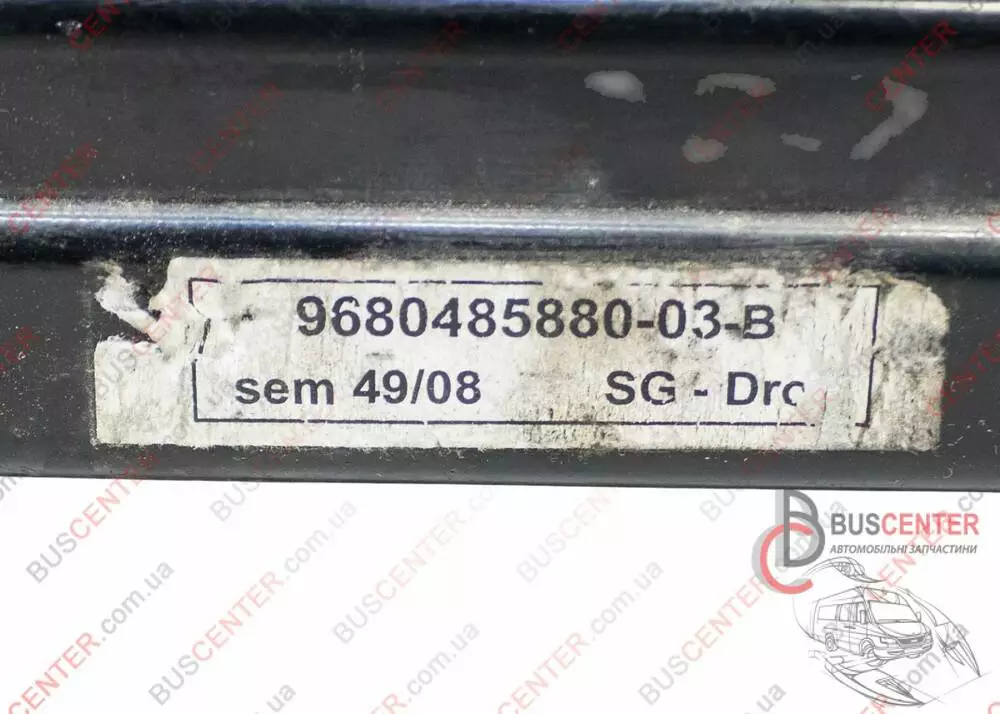 9680485880-03-B
sem 49/08 SG - Drc
BUSCENTER
АВТОМОБІЛЬНІ ЗАПЧАСТИНИ
BUSCENTER.com.ua